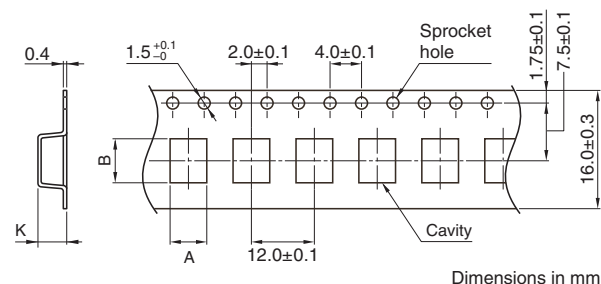 Sprocket
hole
0.4
1.5 +0.1 −0
2.0±0.1
4.0±0.1
1.75±0.1
7.5±0.1
16.0±0.3
B
K
A
12.0±0.1
Cavity
Dimensions in mm